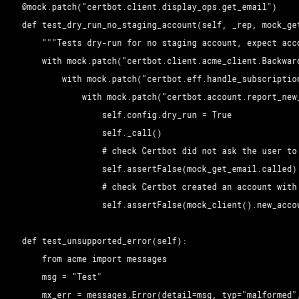 @mock.patch("certbot.client.display_ops.get_email")
def test_dry_run_no_staging_account(self, _rep, mock_get
"""Tests dry-run for no staging account, expect acc
with mock.patch("certbot.client.acme_client.Backwar
with mock.patch("certbot.eff.handle_subscription
with mock.patch("certbot.account.report_new_
self.config.dry_run = True
self._call()
# check Certbot did not ask the user to
self.assertFalse(mock_get_email.called)
# check Certbot created an account with
self.assertFalse(mock_client().new_accou
def test_unsupported_error(self):
from acme import messages
msg = "Test"
mx_err = messages.Error(detail=msg, typ="malformed"